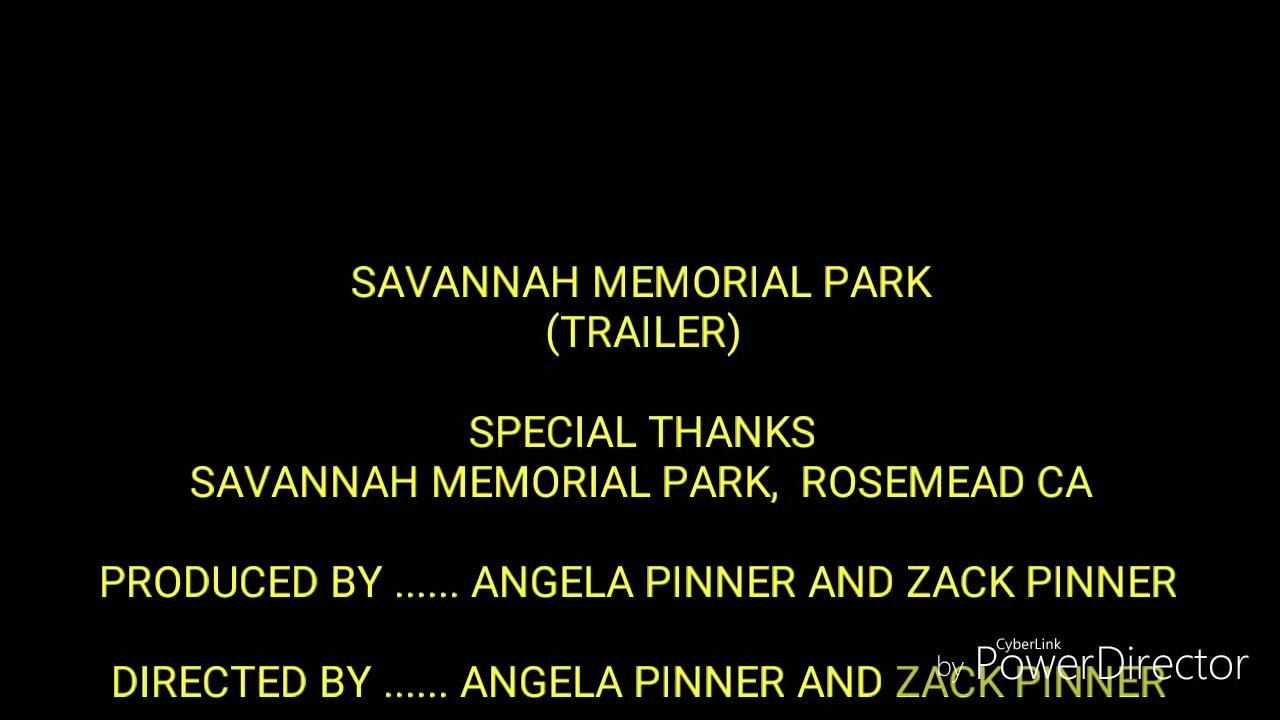 SAVANNAH MEMORIAL PARK
(TRAILER)
SPECIAL THANKS
SAVANNAH MEMORIAL PARK,  ROSEMEAD CA
PRODUCED BY ...... ANGELA PINNER AND ZACK PINNER
DIRECTED BY ...... ANGELA PINNER AND ZACK PINNER
CyberLink
by PowerDirector